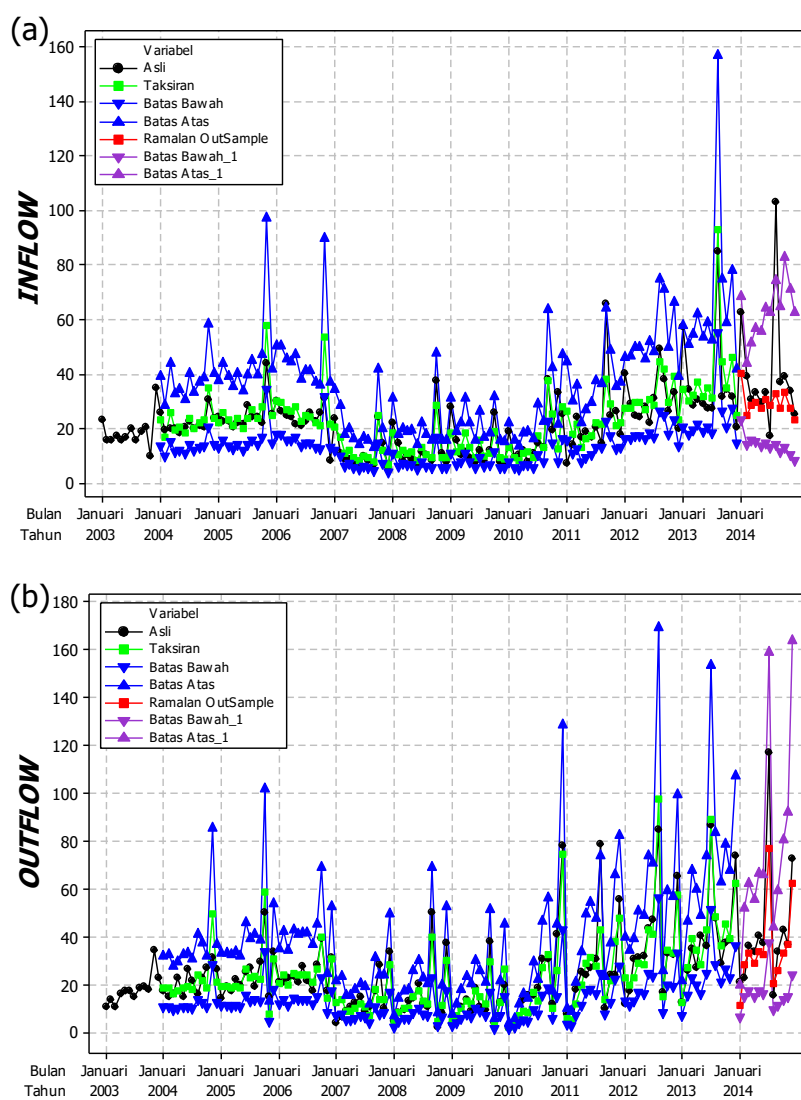 (a)
160
140
120
100
80
60
40
20
0
INFLOW
Variabel
Asli
Taksiran
Batas Bawah
Batas Atas
Ramalan OutSample
Batas Bawah_1
Batas Atas_1
Bulan Januari Januari Januari Januari Januari Januari Januari Januari Januari Januari Januari Januari
Tahun 2003 2004 2005 2006 2007 2008 2009 2010 2011 2012 2013 2014
(b)
180
160
140
120
100
80
60
40
20
0
OUTFLOW
Variabel
Asli
Taksiran
Batas Bawah
Batas Atas
Ramalan OutSample
Batas Bawah_1
Batas Atas_1
Bulan Januari Januari Januari Januari Januari Januari Januari Januari Januari Januari Januari Januari
Tahun 2003 2004 2005 2006 2007 2008 2009 2010 2011 2012 2013 2014